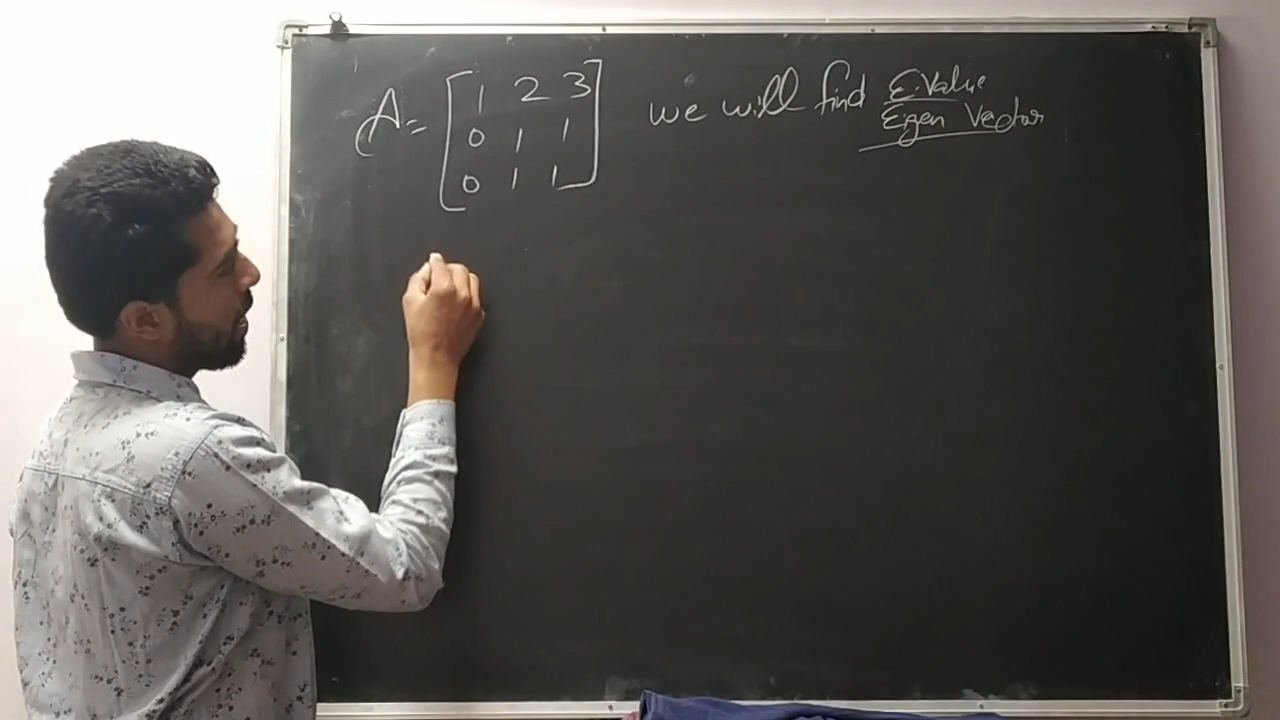 A = [ 1 2 3
0 1 1
0 1 1 ]
we will find E.Value
Eigen Vector